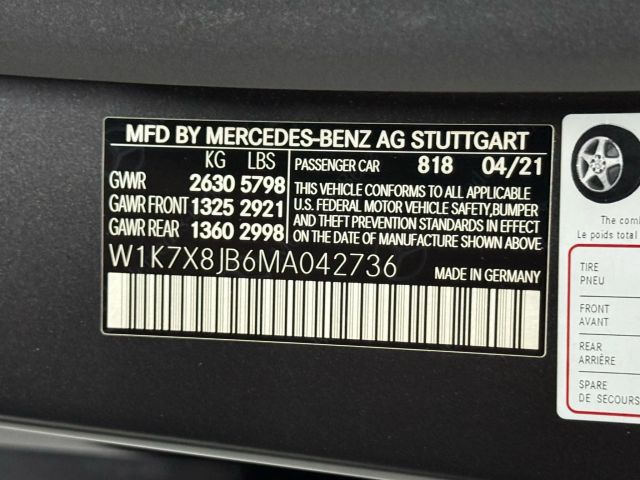 MFD BY MERCEDES-BENZ AG STUTTGART
KG LBS
GVWR 2630 5798
GAWR FRONT 1325 2921
GAWR REAR 1360 2998
PASSENGER CAR 818 04/21
THIS VEHICLE CONFORMS TO ALL APPLICABLE
U.S. FEDERAL MOTOR VEHICLE SAFETY,BUMPER
AND THEFT PREVENTION STANDARDS IN EFFECT
ON THE DATE OF MANUFACTURE SHOWN ABOVE.
W1K7X8JB6MA042736
MADE IN GERMANY
The com
Le poids total
TIRE
PNEU
FRONT
AVANT
REAR
ARRIÈRE
SPARE
DE SECOURS